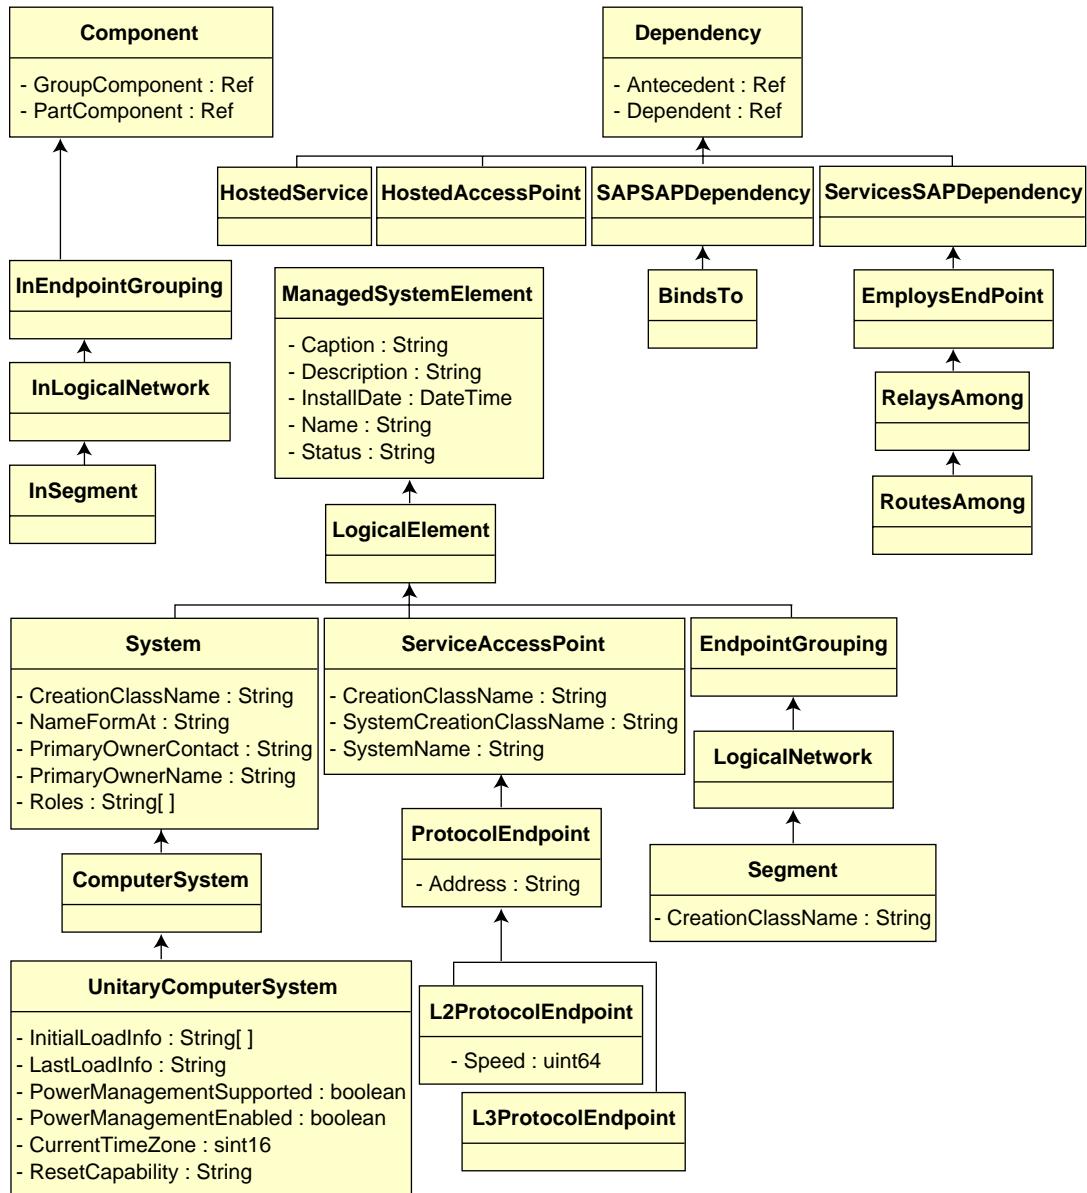 Component
- GroupComponent : Ref
- PartComponent : Ref
Dependency
- Antecedent : Ref
- Dependent : Ref
HostedService
HostedAccessPoint
SAPSAPDependency
ServicesSAPDependency
InEndpointGrouping
ManagedSystemElement
- Caption : String
- Description : String
- InstallDate : DateTime
- Name : String
- Status : String
BindsTo
EmploysEndPoint
InLogicalNetwork
RelaysAmong
InSegment
RoutesAmong
LogicalElement
System
- CreationClassName : String
- NameFormAt : String
- PrimaryOwnerContact : String
- PrimaryOwnerName : String
- Roles : String[ ]
ServiceAccessPoint
- CreationClassName : String
- SystemCreationClassName : String
- SystemName : String
EndpointGrouping
LogicalNetwork
ProtocolEndpoint
- Address : String
ComputerSystem
Segment
- CreationClassName : String
UnitaryComputerSystem
- InitialLoadInfo : String[ ]
- LastLoadInfo : String
- PowerManagementSupported : boolean
- PowerManagementEnabled : boolean
- CurrentTimeZone : sint16
- ResetCapability : String
L2ProtocolEndpoint
- Speed : uint64
L3ProtocolEndpoint